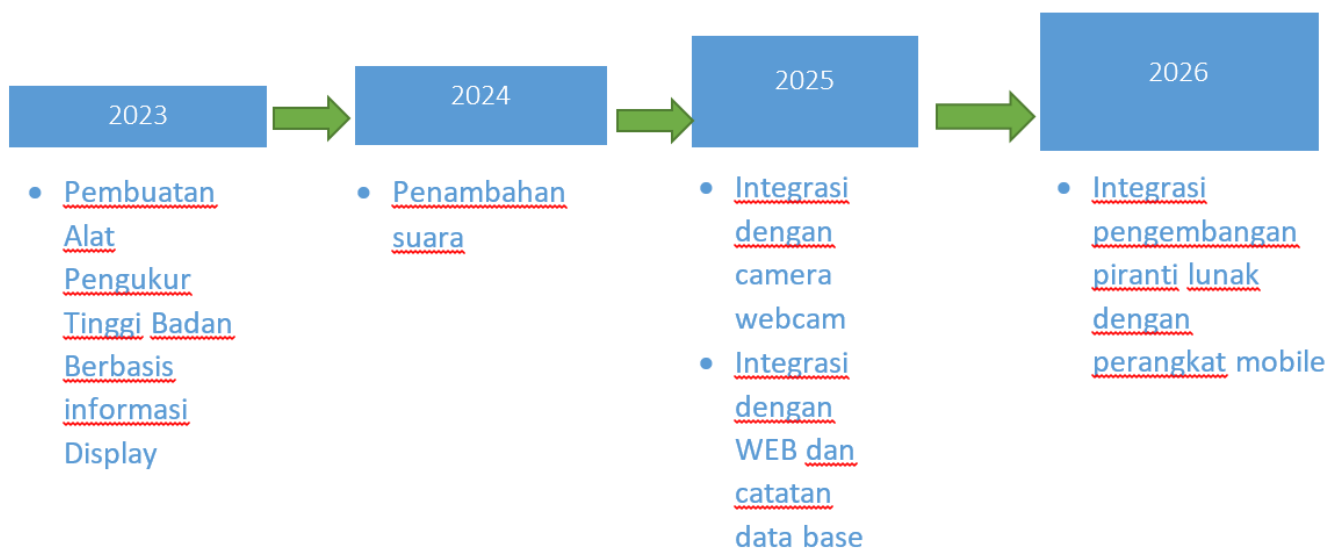 2023
• Pembuatan
Alat
Pengukur
Tinggi Badan
Berbasis
informasi
Display
2024
• Penambahan
suara
2025
• Integrasi
dengan
camera
webcam
• Integrasi
dengan
WEB dan
catatan
data base
2026
• Integrasi
pengembangan
piranti lunak
dengan
perangkat mobile